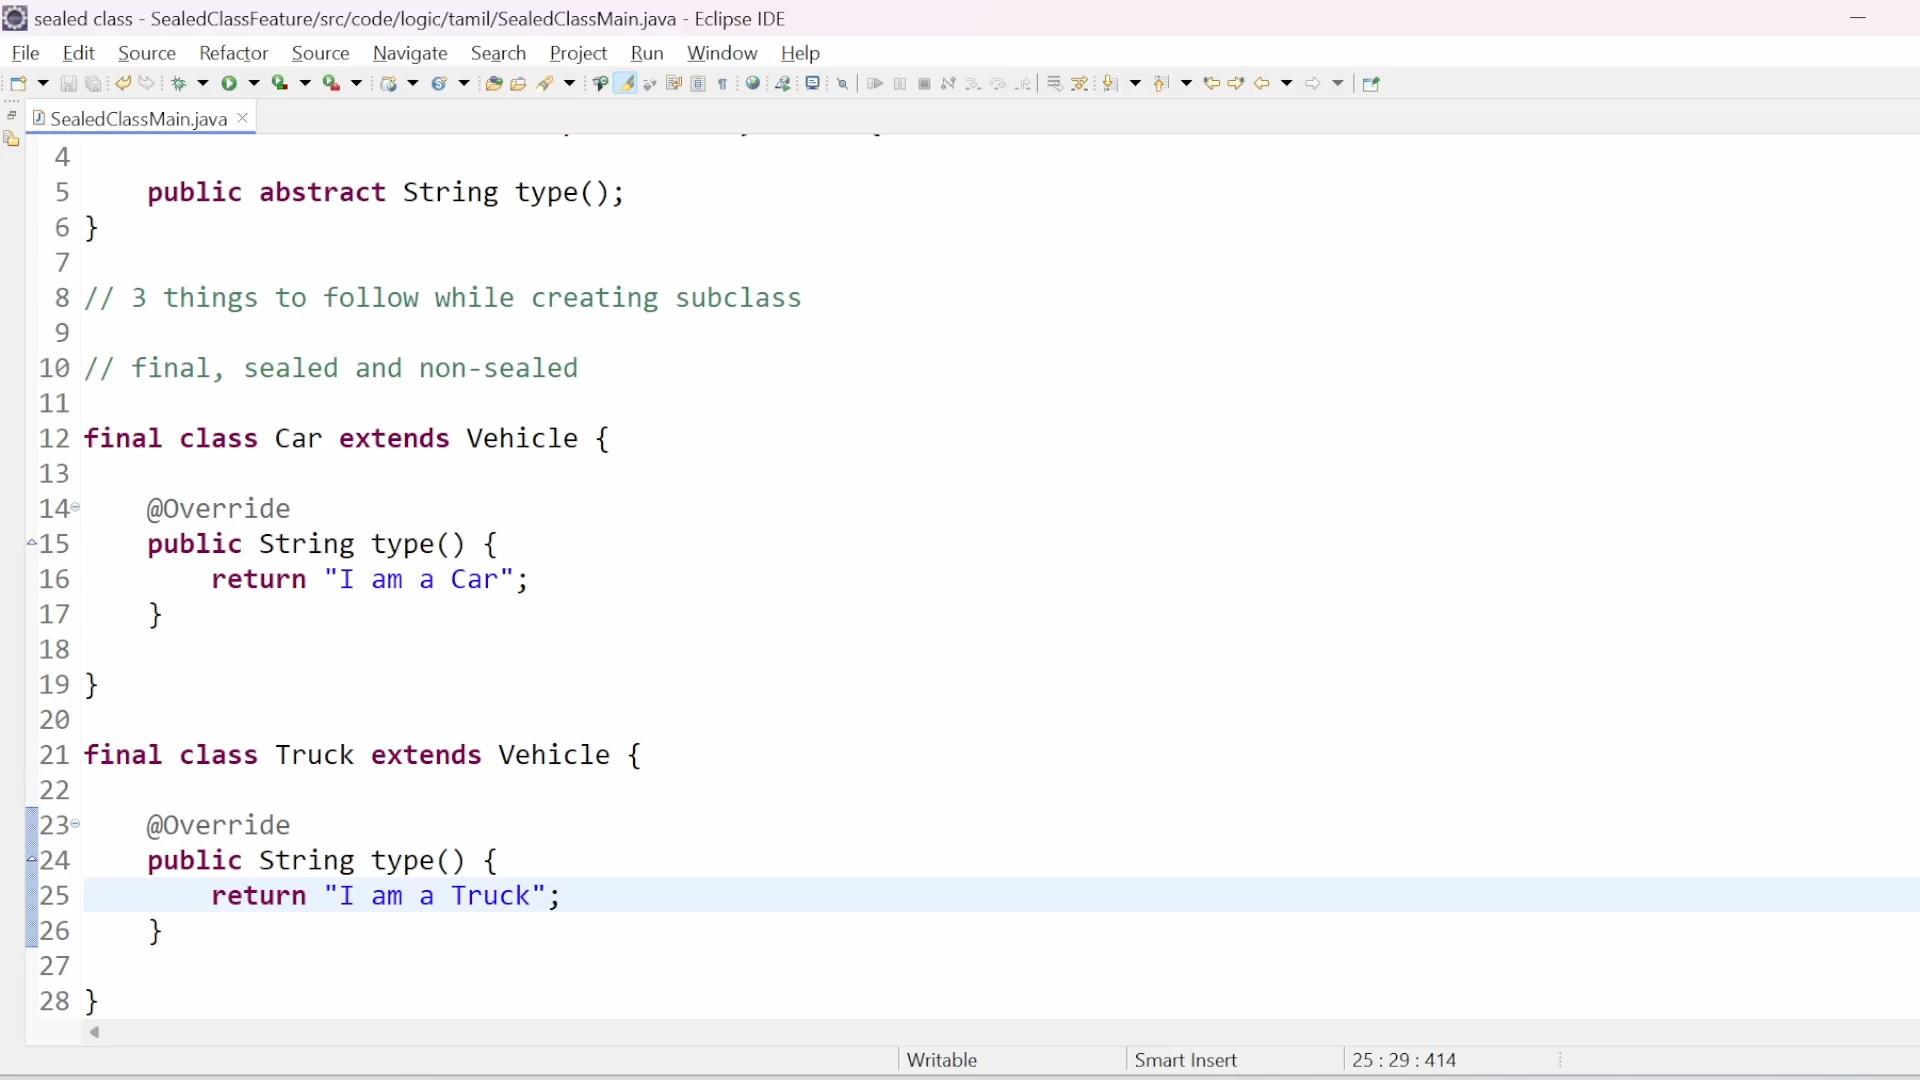 sealed class - SealedClassFeature/src/code/logic/tamil/SealedClassMain.java - Eclipse IDE
File Edit Source Refactor Source Navigate Search Project Run Window Help
SealedClassMain.java
4
5     public abstract String type();
6 }
7
8 // 3 things to follow while creating subclass
9
10 // final, sealed and non-sealed
11
12 final class Car extends Vehicle {
13
14     @Override
15     public String type() {
16         return "I am a Car";
17     }
18
19 }
20
21 final class Truck extends Vehicle {
22
23     @Override
24     public String type() {
25         return "I am a Truck";
26     }
27
28 }
Writable Smart Insert 25 : 29 : 414